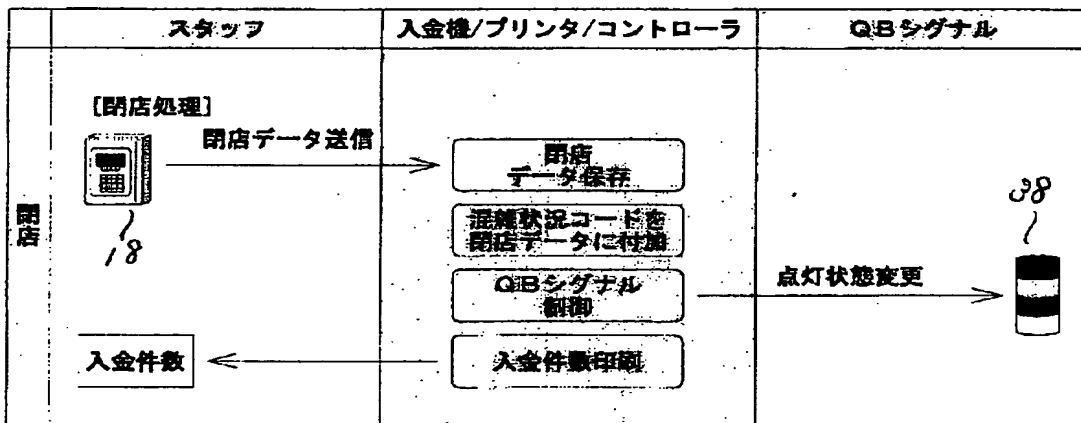 スタッフ
入金機/プリンタ/コントローラ
QBシグナル
閉店
[閉店処理]
18
閉店データ送信
閉店
データ保存
混雑状況コードを
閉店データに付加
QBシグナル
制御
点灯状態変更
38
入金件数
入金件数印刷